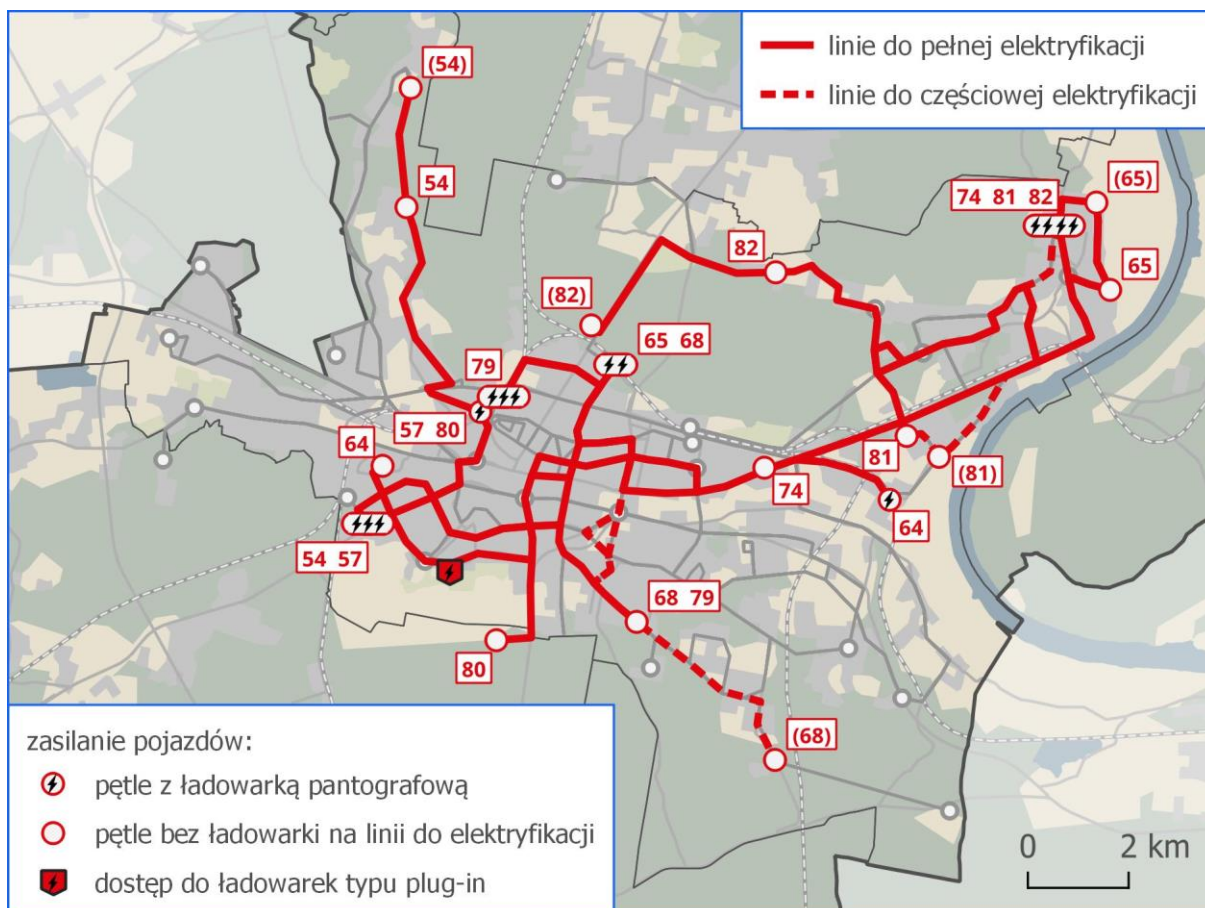 linie do pełnej elektryfikacji
linie do częściowej elektryfikacji
(54)
54
74 81 82
(65)
82
65
(82)
65 68
79
57 80
64
81
(81)
74
64
54 57
68 79
80
(68)
zasilanie pojazdów:
pętle z ładowarką pantografową
pętle bez ładowarki na linii do elektryfikacji
dostęp do ładowarek typu plug-in
0 2 km